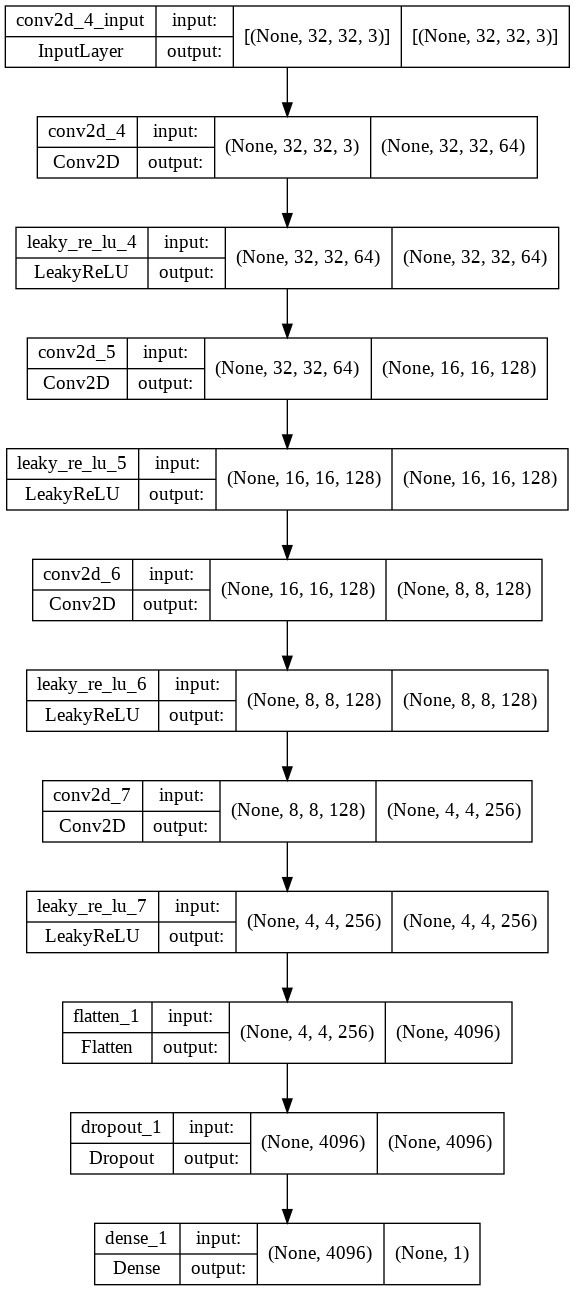 conv2d_4_input input: [(None, 32, 32, 3)] [(None, 32, 32, 3)]
InputLayer output:
conv2d_4 input: (None, 32, 32, 3) (None, 32, 32, 64)
Conv2D output:
leaky_re_lu_4 input: (None, 32, 32, 64) (None, 32, 32, 64)
LeakyReLU output:
conv2d_5 input: (None, 32, 32, 64) (None, 16, 16, 128)
Conv2D output:
leaky_re_lu_5 input: (None, 16, 16, 128) (None, 16, 16, 128)
LeakyReLU output:
conv2d_6 input: (None, 16, 16, 128) (None, 8, 8, 128)
Conv2D output:
leaky_re_lu_6 input: (None, 8, 8, 128) (None, 8, 8, 128)
LeakyReLU output:
conv2d_7 input: (None, 8, 8, 128) (None, 4, 4, 256)
Conv2D output:
leaky_re_lu_7 input: (None, 4, 4, 256) (None, 4, 4, 256)
LeakyReLU output:
flatten_1 input: (None, 4, 4, 256) (None, 4096)
Flatten output:
dropout_1 input: (None, 4096) (None, 4096)
Dropout output:
dense_1 input: (None, 4096) (None, 1)
Dense output: